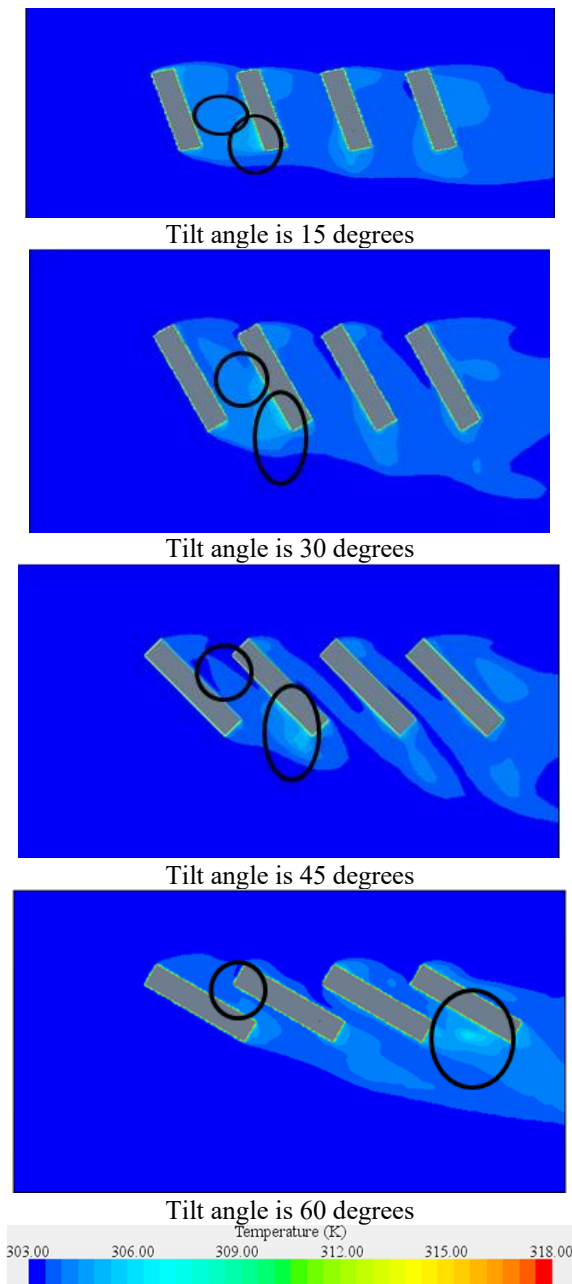 Tilt angle is 15 degrees
Tilt angle is 30 degrees
Tilt angle is 45 degrees
Tilt angle is 60 degrees
Temperature (K)
303.00 306.00 309.00 312.00 315.00 318.00